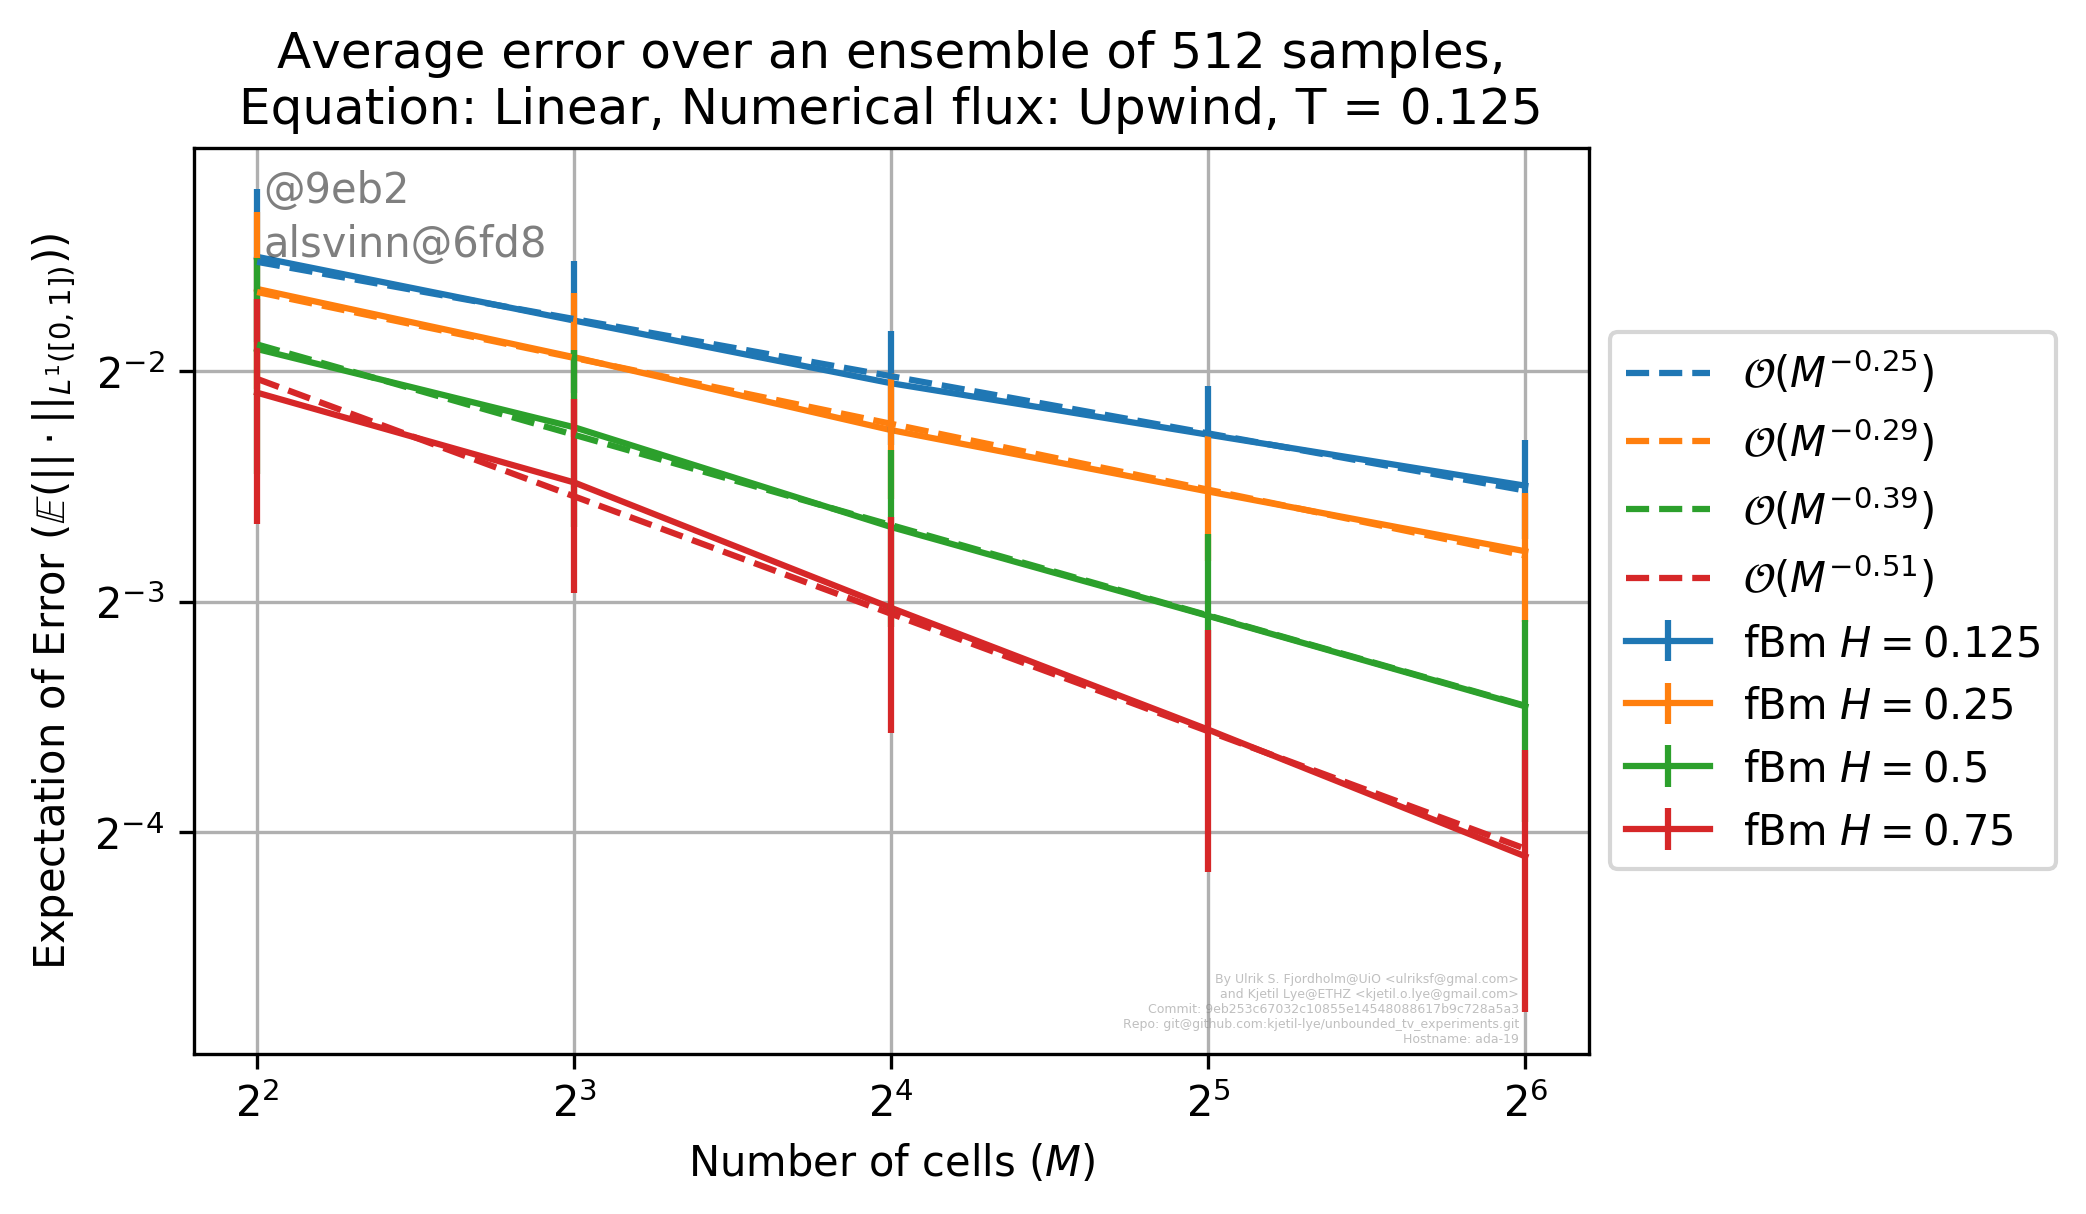 Average error over an ensemble of 512 samples,
Equation: Linear, Numerical flux: Upwind, T = 0.125
@9eb2
alsvinn@6fd8
Expectation of Error (𝔼(||·||_{L^1([0,1])}))
2^{-2}
2^{-3}
2^{-4}
2^2
2^3
2^4
2^5
2^6
Number of cells (M)
𝒪(M^{-0.25})
𝒪(M^{-0.29})
𝒪(M^{-0.39})
𝒪(M^{-0.51})
fBm H = 0.125
fBm H = 0.25
fBm H = 0.5
fBm H = 0.75
By Ulrik S. Fjordholm@UiO <ulriksf@gmal.com>
and Kjetil Lye@ETHZ <kjetil.o.lye@gmail.com>
Commit: 9eb253c67032c10855e14548088617b9c728a5a3
Repo: git@github.com:kjetil-lye/unbounded_tv_experiments.git
Hostname: ada-19